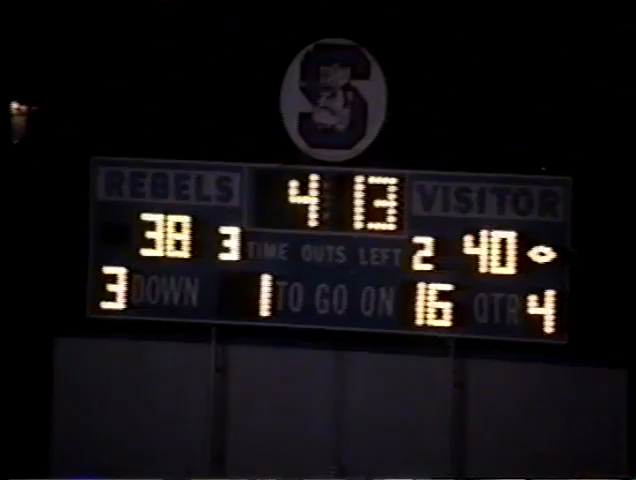 S
REBELS 4 13 VISITOR
38 3 TIME OUTS LEFT 2 40
3 DOWN 1 TO GO ON 16 QTR 4